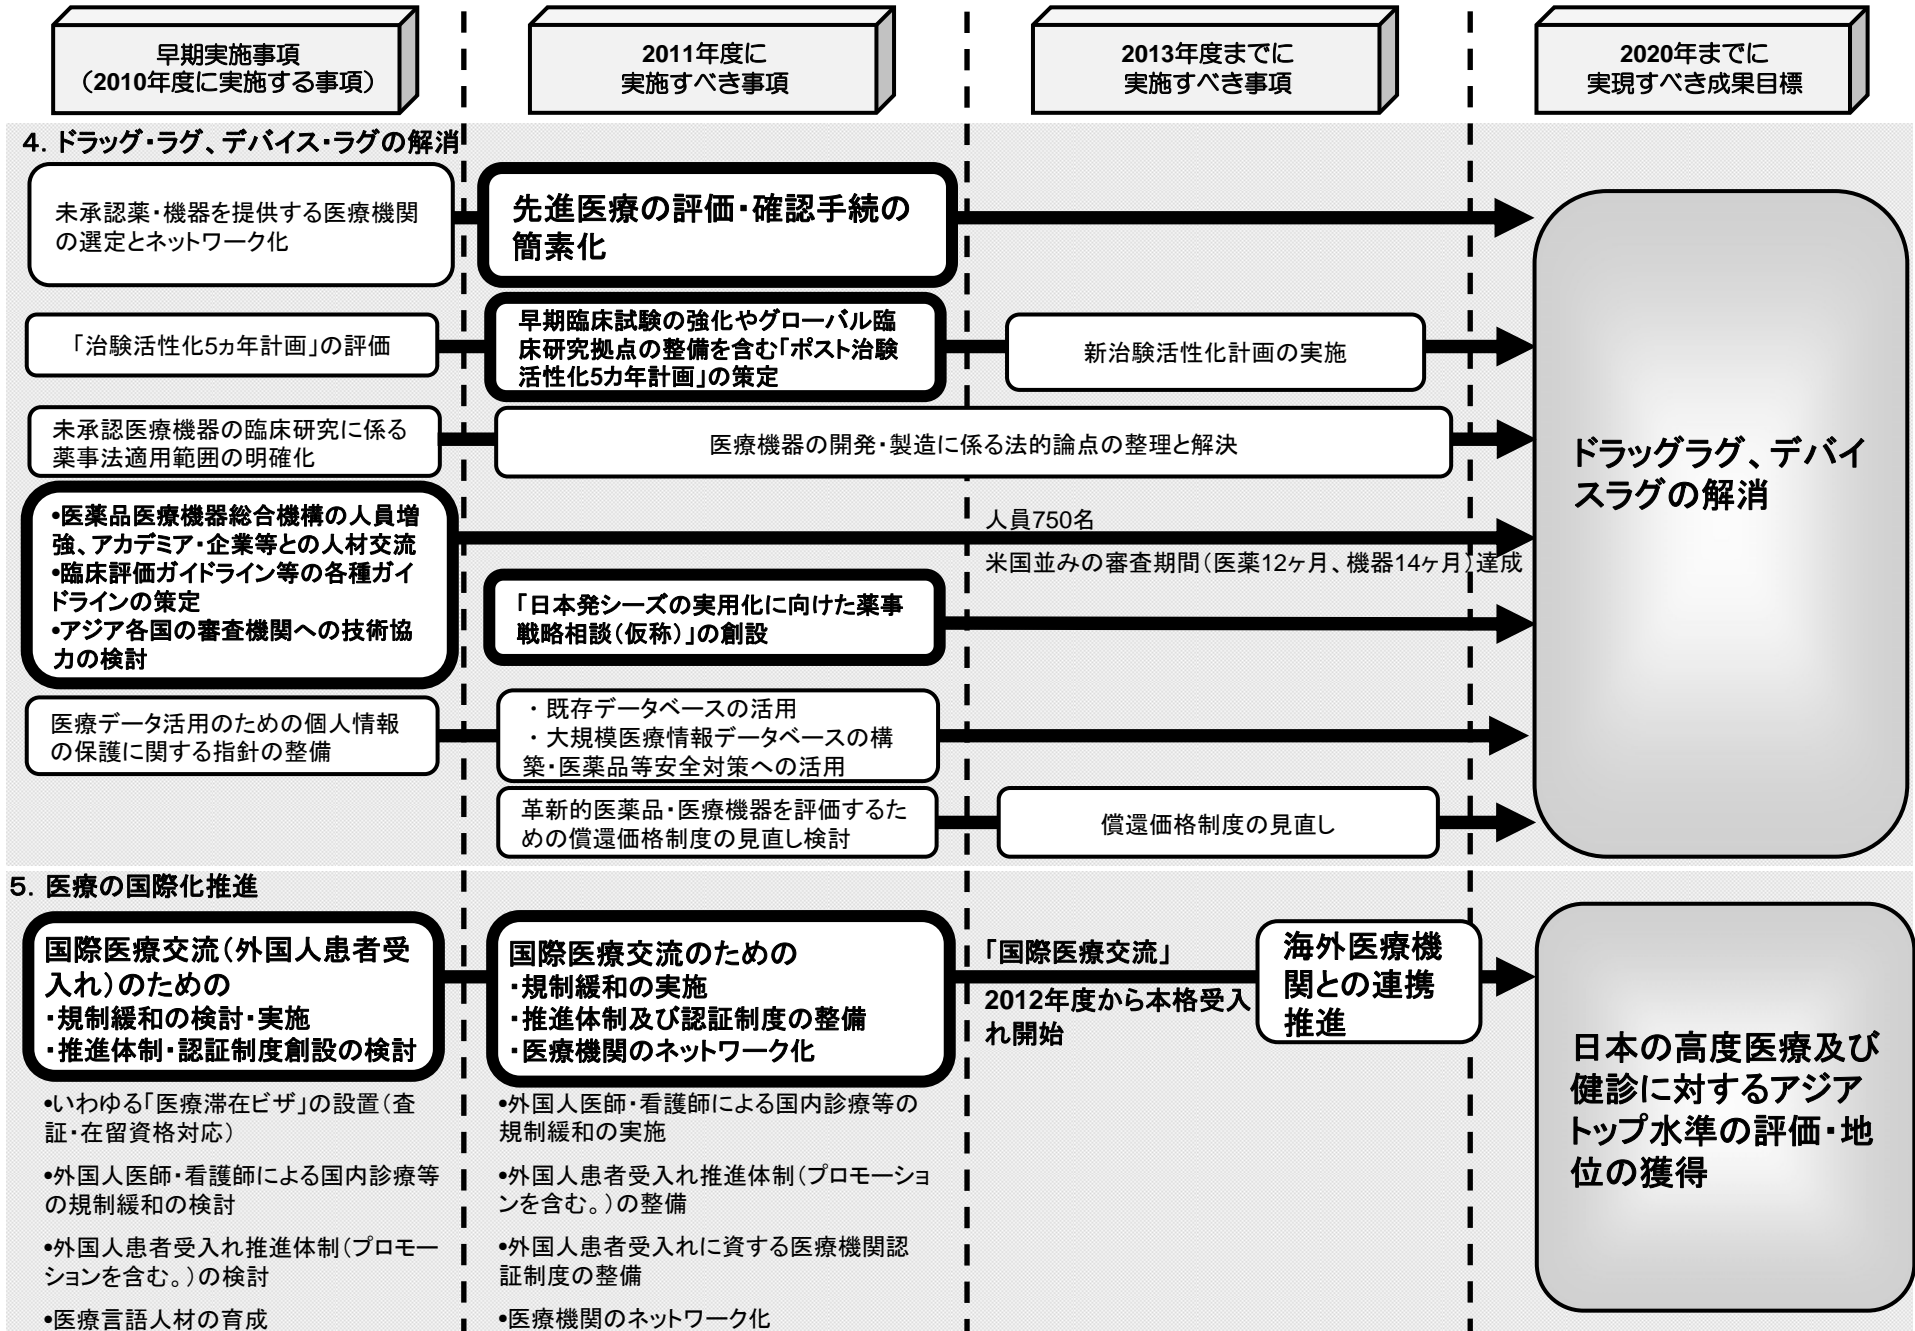 早期実施事項
（2010年度に実施する事項）
2011年度に
実施すべき事項
2013年度までに
実施すべき事項
2020年までに
実現すべき成果目標
４．ドラッグ・ラグ、デバイス・ラグの解消
未承認薬・機器を提供する医療機関
の選定とネットワーク化
先進医療の評価・確認手続の
簡素化
「治験活性化5ヵ年計画」の評価
早期臨床試験の強化やグローバル臨
床研究拠点の整備を含む「ポスト治験
活性化5カ年計画」の策定
新治験活性化計画の実施
未承認医療機器の臨床研究に係る
薬事法適用範囲の明確化
医療機器の開発・製造に係る法的論点の整理と解決
•医薬品医療機器総合機構の人員増
強、アカデミア・企業等との人材交流
•臨床評価ガイドライン等の各種ガイ
ドラインの策定
•アジア各国の審査機関への技術協
力の検討
人員750名
米国並みの審査期間（医薬12ヶ月、機器14ヶ月）達成
「日本発シーズの実用化に向けた薬事
戦略相談（仮称）」の創設
医療データ活用のための個人情報
の保護に関する指針の整備
・ 既存データベースの活用
・ 大規模医療情報データベースの構
築・医薬品等安全対策への活用
革新的医薬品・医療機器を評価するた
めの償還価格制度の見直し検討
償還価格制度の見直し
ドラッグラグ、デバイ
スラグの解消
５．医療の国際化推進
国際医療交流（外国人患者受
入れ）のための
・規制緩和の検討・実施
・推進体制・認証制度創設の検討
国際医療交流のための
・規制緩和の実施
・推進体制及び認証制度の整備
・医療機関のネットワーク化
「国際医療交流」
2012年度から本格受入
れ開始
海外医療機
関との連携
推進
日本の高度医療及び
健診に対するアジア
トップ水準の評価・地
位の獲得
•いわゆる「医療滞在ビザ」の設置（査
証・在留資格対応）
•外国人医師・看護師による国内診療等
の規制緩和の検討
•外国人患者受入れ推進体制（プロモー
ションを含む。）の検討
•医療言語人材の育成
•外国人医師・看護師による国内診療等の
規制緩和の実施
•外国人患者受入れ推進体制（プロモーショ
ンを含む。）の整備
•外国人患者受入れに資する医療機関認
証制度の整備
•医療機関のネットワーク化